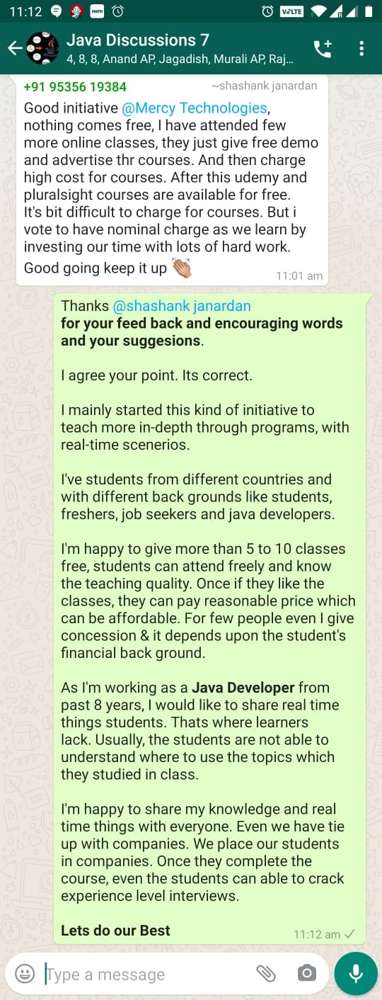 11:12
paytm
VoLTE
R
Java Discussions 7
4, 8, 8, Anand AP, Jagadish, Murali AP, Raj...
+91 95356 19384 ~shashank janardan
Good initiative @Mercy Technologies,
nothing comes free, I have attended few
more online classes, they just give free demo
and advertise thr courses. And then charge
high cost for courses. After this udemy and
pluralsight courses are available for free.
It's bit difficult to charge for courses. But i
vote to have nominal charge as we learn by
investing our time with lots of hard work.
Good going keep it up 👏🏼
11:01 am
Thanks @shashank janardan
for your feed back and encouraging words
and your suggesions.
I agree your point. Its correct.
I mainly started this kind of initiative to
teach more in-depth through programs, with
real-time scenerios.
I've students from different countries and
with different back grounds like students,
freshers, job seekers and java developers.
I'm happy to give more than 5 to 10 classes
free, students can attend freely and know
the teaching quality. Once if they like the
classes, they can pay reasonable price which
can be affordable. For few people even I give
concession & it depends upon the student's
financial back ground.
As I'm working as a Java Developer from
past 8 years, I would like to share real time
things students. Thats where learners
lack. Usually, the students are not able to
understand where to use the topics which
they studied in class.
I'm happy to share my knowledge and real
time things with everyone. Even we have tie
up with companies. We place our students
in companies. Once they complete the
course, even the students can able to crack
experience level interviews.
Lets do our Best
11:12 am
Type a message